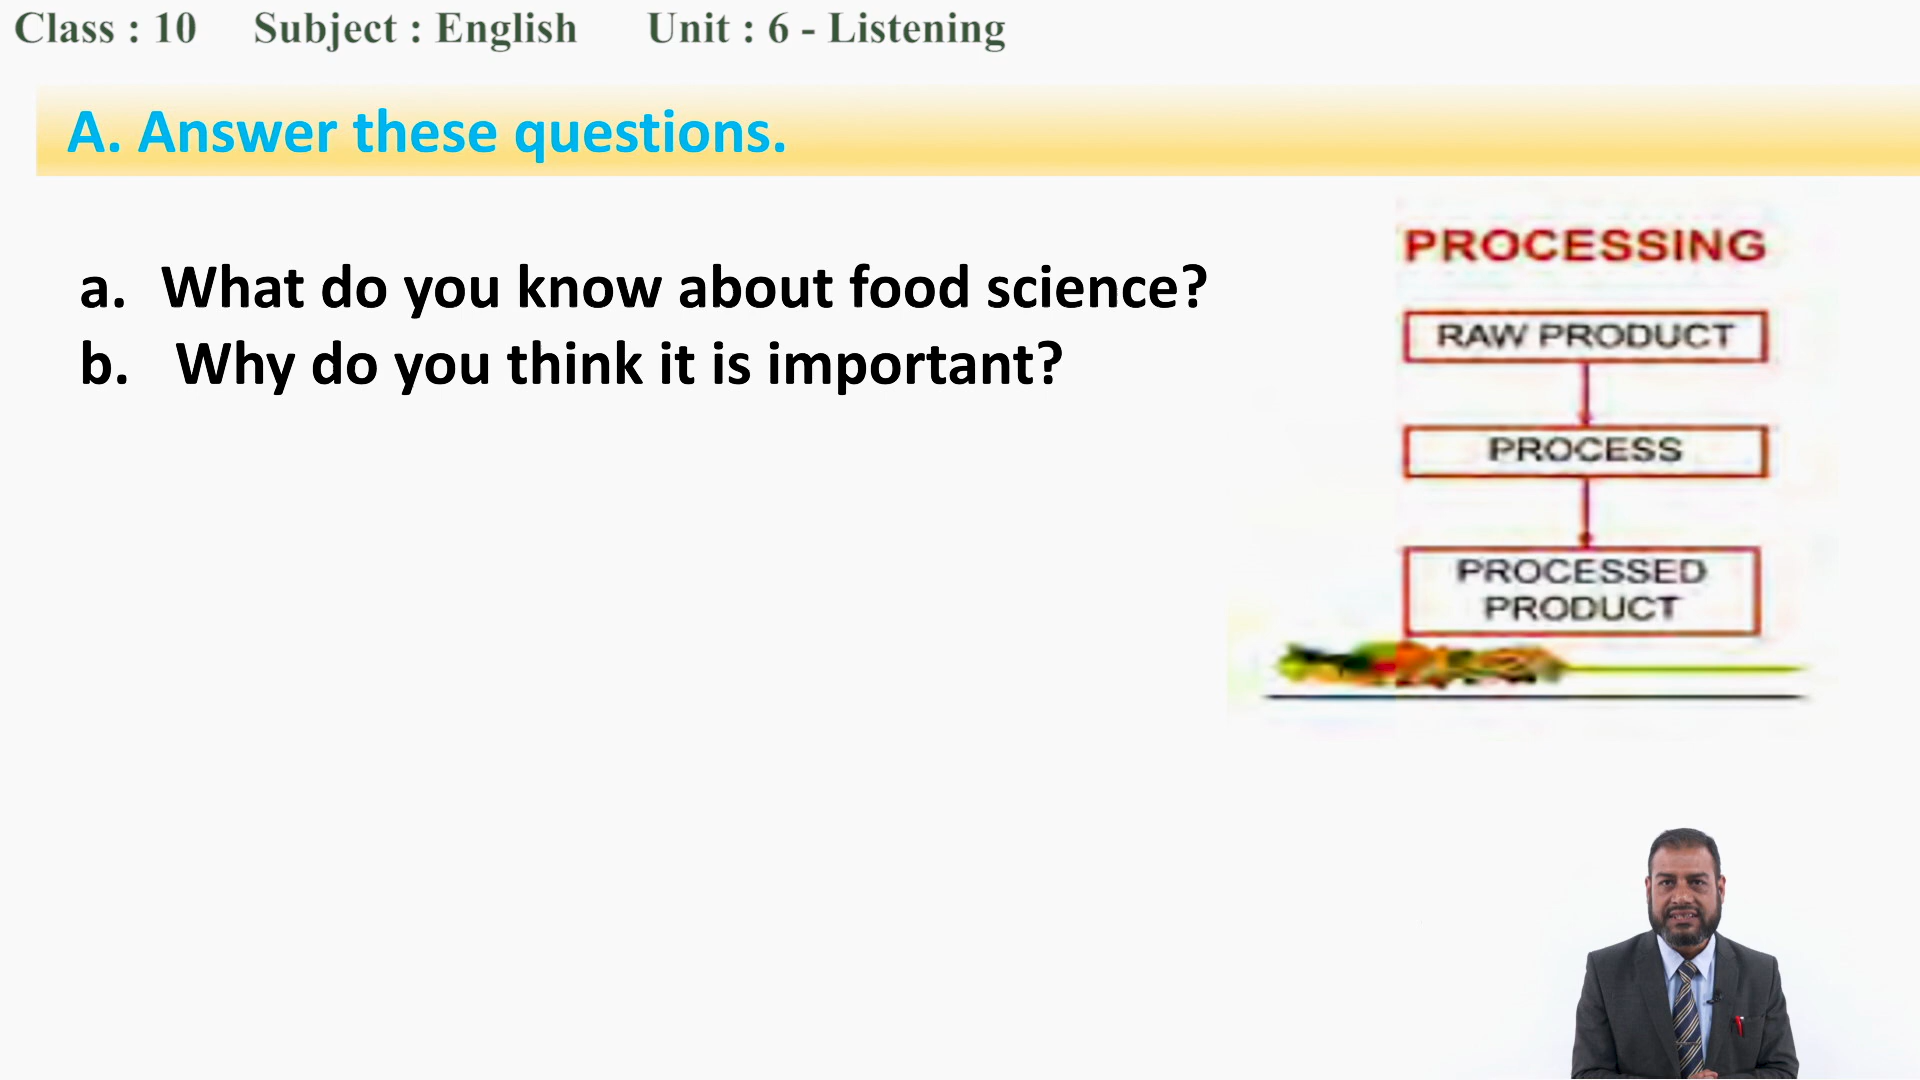 Class : 10 Subject : English Unit : 6 - Listening
A. Answer these questions.
a. What do you know about food science?
b. Why do you think it is important?
PROCESSING
RAW PRODUCT
PROCESS
PROCESSED
PRODUCT